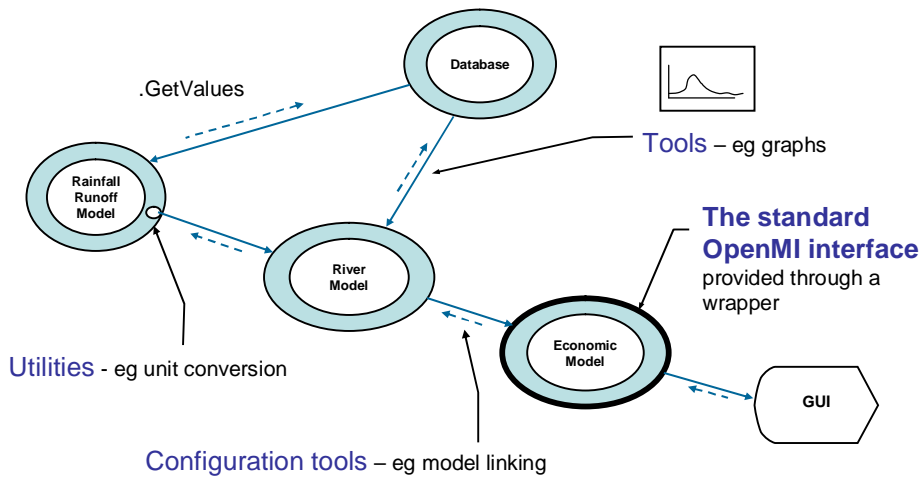 Database
.GetValues
Tools – eg graphs
Rainfall
Runoff
Model
The standard
OpenMI interface
provided through a
wrapper
River
Model
Economic
Model
Utilities - eg unit conversion
GUI
Configuration tools – eg model linking